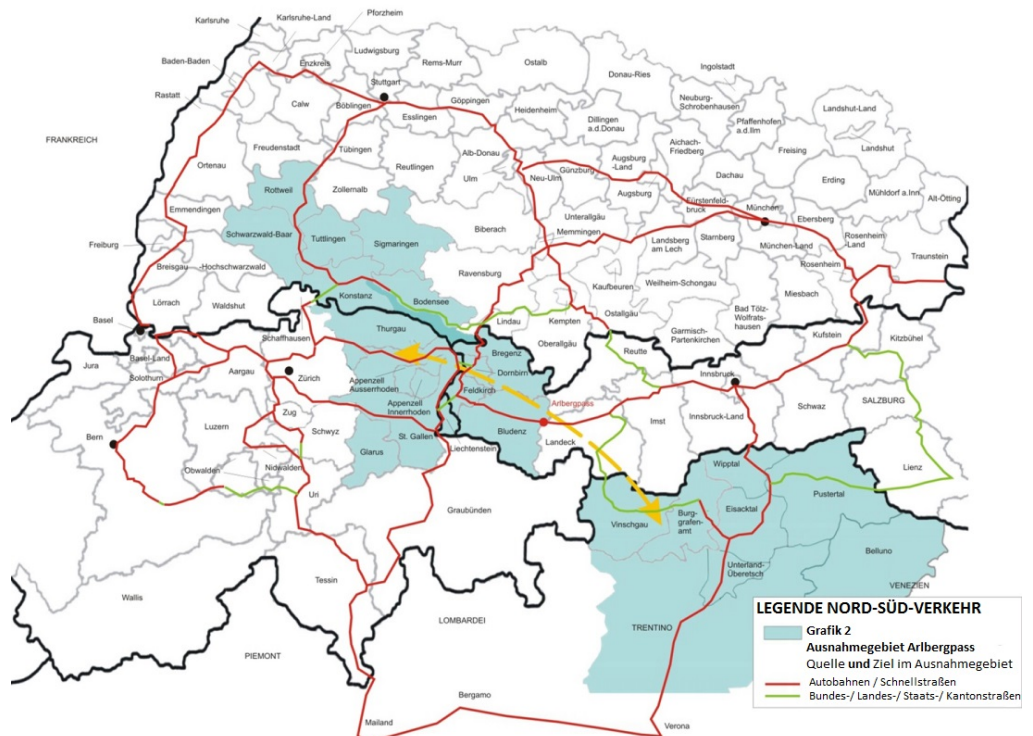 Karlsruhe
Karlsruhe-Land
Pforzheim
Baden-Baden
Enzkreis
Ludwigsburg
Rems-Murr
Ostalb
Donau-Ries
Ingolstadt
Rastatt
Stuttgart
Calw
Böblingen
Göppingen
Esslingen
Heidenheim
Dillingen
a.d.Donau
Neuburg-
Schrobenhausen
Pfaffenhofen
a.d.Ilm
Landshut-Land
FRANKREICH
Freudenstadt
Tübingen
Reutlingen
Alb-Donau
Ulm
Neu-Ulm
Günzburg
Augsburg
-Land
Aichach-
Friedberg
Dachau
Freising
Landshut
Ortenau
Rottweil
Zollernalb
Augsburg
Fürstenfeld-
bruck
München
Erding
Mühldorf a.Inn
Alt-Ötting
Emmendingen
Schwarzwald-Baar
Tuttlingen
Sigmaringen
Biberach
Unterallgäu
Memmingen
Landsberg
am Lech
Starnberg
München-Land
Ebersberg
Rosenheim
-Land
Freiburg
Breisgau
-Hochschwarzwald
Ravensburg
Kaufbeuren
Weilheim-Schongau
Rosenheim
Traunstein
Lörrach
Waldshut
Konstanz
Bodensee
Lindau
Kempten
Ostallgäu
Bad Tölz-
Wolfrats-
hausen
Miesbach
Basel
Schaffhausen
Thurgau
Oberallgäu
Garmisch-
Partenkirchen
Kufstein
Kitzbühel
Jura
Basel-Land
Solothurn
Aargau
Zürich
Bregenz
Dornbirn
Reutte
Innsbruck
Appenzell
Ausserrhoden
Feldkirch
Arlbergpass
Zug
Appenzell
Innerrhoden
Imst
Innsbruck-Land
Schwaz
SALZBURG
Bern
Luzern
Schwyz
St. Gallen
Bludenz
Landeck
Glarus
Liechtenstein
Lienz
Obwalden
Nidwalden
Uri
Wipptal
Pustertal
Graubünden
Vinschgau
Burg-
grafen-
amt
Eisacktal
Belluno
Unterland-
Überetsch
VENEZIEN
Wallis
Tessin
LOMBARDEI
TRENTINO
PIEMONT
Bergamo
Mailand
Verona
LEGENDE NORD-SÜD-VERKEHR
Grafik 2
Ausnahmegebiet Arlbergpass
Quelle und Ziel im Ausnahmegebiet
Autobahnen / Schnellstraßen
Bundes-/ Landes-/ Staats-/ Kantonstraßen